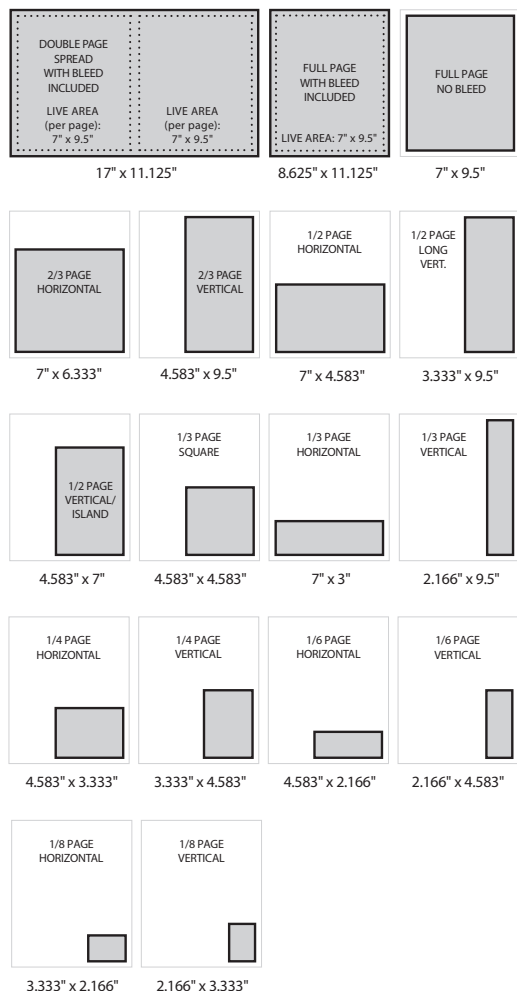 DOUBLE PAGE
SPREAD
WITH BLEED
INCLUDED
LIVE AREA
(per page):
7" x 9.5"
LIVE AREA
(per page):
7" x 9.5"
17" x 11.125"
FULL PAGE
WITH BLEED
INCLUDED
LIVE AREA: 7" x 9.5"
8.625" x 11.125"
FULL PAGE
NO BLEED
7" x 9.5"
2/3 PAGE
HORIZONTAL
7" x 6.333"
2/3 PAGE
VERTICAL
4.583" x 9.5"
1/2 PAGE
HORIZONTAL
7" x 4.583"
1/2 PAGE
LONG
VERT.
3.333" x 9.5"
1/2 PAGE
VERTICAL/
ISLAND
4.583" x 7"
1/3 PAGE
SQUARE
4.583" x 4.583"
1/3 PAGE
HORIZONTAL
7" x 3"
1/3 PAGE
VERTICAL
2.166" x 9.5"
1/4 PAGE
HORIZONTAL
4.583" x 3.333"
1/4 PAGE
VERTICAL
3.333" x 4.583"
1/6 PAGE
HORIZONTAL
4.583" x 2.166"
1/6 PAGE
VERTICAL
2.166" x 4.583"
1/8 PAGE
HORIZONTAL
3.333" x 2.166"
1/8 PAGE
VERTICAL
2.166" x 3.333"